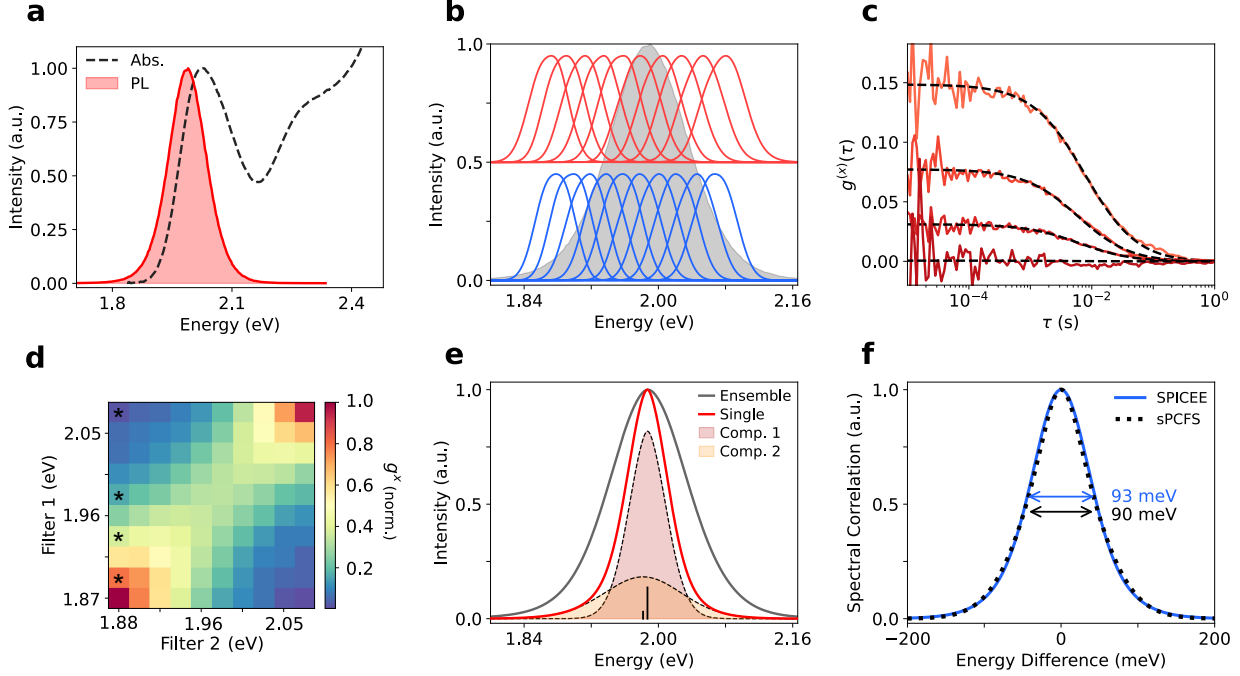 a
Intensity (a.u.)
1.00
0.75
0.50
0.25
0.00
Abs.
PL
1.8
2.1
2.4
Energy (eV)
b
Intensity (a.u.)
1.0
0.5
0.0
1.84
2.00
2.16
Energy (eV)
c
g(x)(τ)
0.15
0.10
0.05
0.00
10−4
10−2
100
τ (s)
d
Filter 1 (eV)
2.05
1.96
1.87
*
*
*
*
1.88
1.96
2.05
Filter 2 (eV)
1.0
0.8
0.6
0.4
0.2
gx (norm.)
e
Intensity (a.u.)
1.0
0.5
0.0
Ensemble
Single
Comp. 1
Comp. 2
1.84
2.00
2.16
Energy (eV)
f
Spectral Correlation (a.u.)
1.0
0.5
0.0
SPICEE
sPCFS
93 meV
90 meV
−200
0
200
Energy Difference (meV)